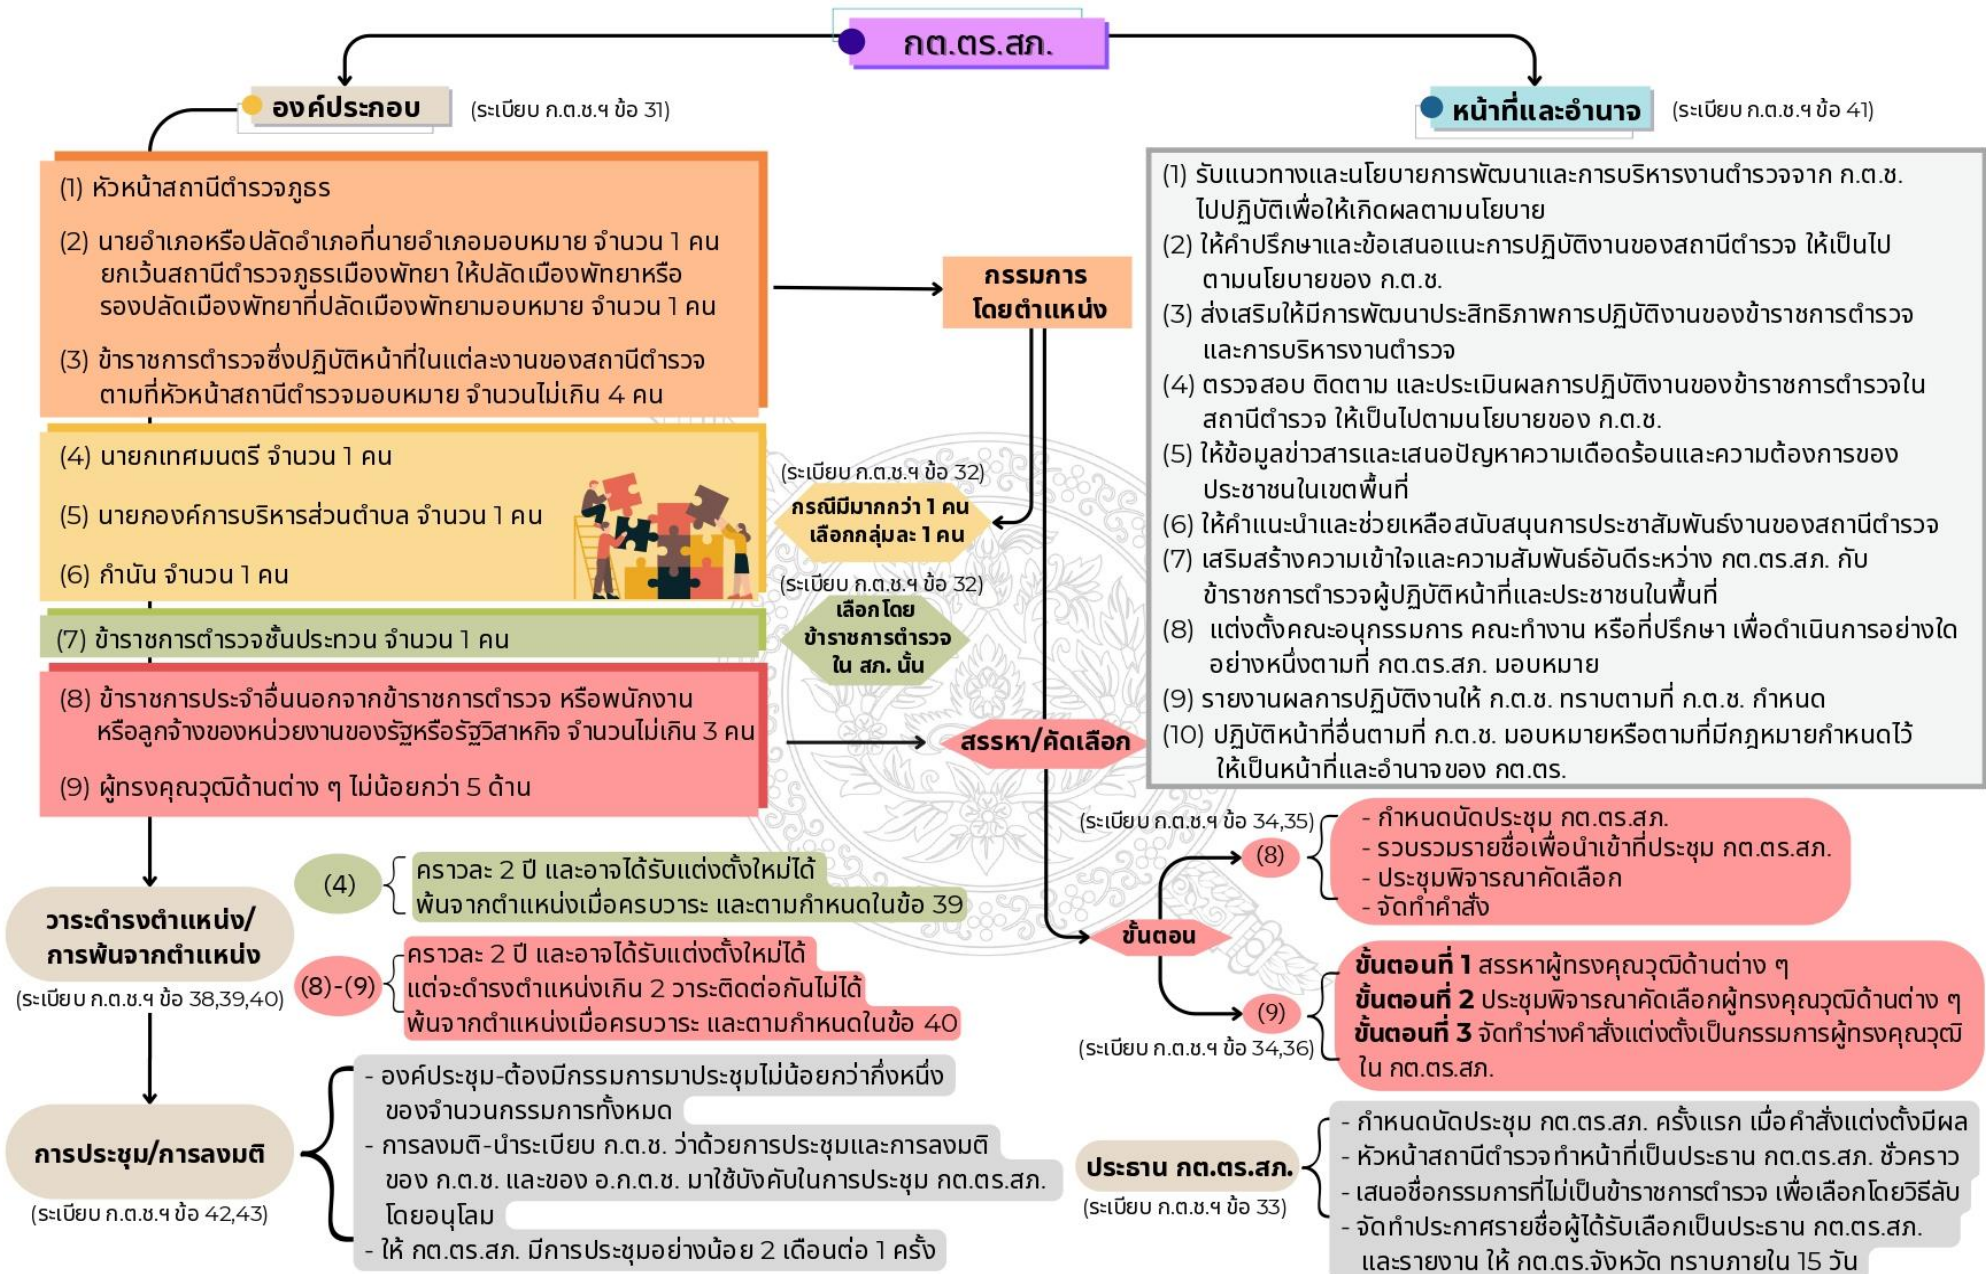 กต.ตร.สภ.
องค์ประกอบ
(ระเบียบ ก.ต.ช.ฯ ข้อ 31)
(1) หัวหน้าสถานีตำรวจภูธร
(2) นายอำเภอหรือปลัดอำเภอที่นายอำเภอมอบหมาย จำนวน 1 คน
ยกเว้นสถานีตำรวจภูธรเมืองพัทยา ให้ปลัดเมืองพัทยาหรือ
รองปลัดเมืองพัทยาที่ปลัดเมืองพัทยามอบหมาย จำนวน 1 คน
(3) ข้าราชการตำรวจซึ่งปฏิบัติหน้าที่ในแต่ละงานของสถานีตำรวจ
ตามที่หัวหน้าสถานีตำรวจมอบหมาย จำนวนไม่เกิน 4 คน
กรรมการ
โดยตำแหน่ง
(4) นายกเทศมนตรี จำนวน 1 คน
(5) นายกองค์การบริหารส่วนตำบล จำนวน 1 คน
(6) กำนัน จำนวน 1 คน
(ระเบียบ ก.ต.ช.ฯ ข้อ 32)
กรณีมีมากกว่า 1 คน
เลือกกลุ่มละ 1 คน
(7) ข้าราชการตำรวจชั้นประทวน จำนวน 1 คน
(ระเบียบ ก.ต.ช.ฯ ข้อ 32)
เลือกโดย
ข้าราชการตำรวจ
ใน สภ. นั้น
(8) ข้าราชการประจำอื่นนอกจากข้าราชการตำรวจ หรือพนักงาน
หรือลูกจ้างของหน่วยงานของรัฐหรือรัฐวิสาหกิจ จำนวนไม่เกิน 3 คน
(9) ผู้ทรงคุณวุฒิด้านต่าง ๆ ไม่น้อยกว่า 5 ด้าน
สรรหา/คัดเลือก
หน้าที่และอำนาจ
(ระเบียบ ก.ต.ช.ฯ ข้อ 41)
(1) รับแนวทางและนโยบายการพัฒนาและการบริหารงานตำรวจจาก ก.ต.ช.
ไปปฏิบัติเพื่อให้เกิดผลตามนโยบาย
(2) ให้คำปรึกษาและข้อเสนอแนะการปฏิบัติงานของสถานีตำรวจ ให้เป็นไป
ตามนโยบายของ ก.ต.ช.
(3) ส่งเสริมให้มีการพัฒนาประสิทธิภาพการปฏิบัติงานของข้าราชการตำรวจ
และการบริหารงานตำรวจ
(4) ตรวจสอบ ติดตาม และประเมินผลการปฏิบัติงานของข้าราชการตำรวจใน
สถานีตำรวจ ให้เป็นไปตามนโยบายของ ก.ต.ช.
(5) ให้ข้อมูลข่าวสารและเสนอปัญหาความเดือดร้อนและความต้องการของ
ประชาชนในเขตพื้นที่
(6) ให้คำแนะนำและช่วยเหลือสนับสนุนการประชาสัมพันธ์งานของสถานีตำรวจ
(7) เสริมสร้างความเข้าใจและความสัมพันธ์อันดีระหว่าง กต.ตร.สภ. กับ
ข้าราชการตำรวจผู้ปฏิบัติหน้าที่และประชาชนในพื้นที่
(8) แต่งตั้งคณะอนุกรรมการ คณะทำงาน หรือที่ปรึกษา เพื่อดำเนินการอย่างใด
อย่างหนึ่งตามที่ กต.ตร.สภ. มอบหมาย
(9) รายงานผลการปฏิบัติงานให้ ก.ต.ช. ทราบตามที่ ก.ต.ช. กำหนด
(10) ปฏิบัติหน้าที่อื่นตามที่ ก.ต.ช. มอบหมายหรือตามที่มีกฎหมายกำหนดไว้
ให้เป็นหน้าที่และอำนาจของ กต.ตร.
วาระดำรงตำแหน่ง/
การพ้นจากตำแหน่ง
(ระเบียบ ก.ต.ช.ฯ ข้อ 38,39,40)
(4)
คราวละ 2 ปี และอาจได้รับแต่งตั้งใหม่ได้
พ้นจากตำแหน่งเมื่อครบวาระ และตามกำหนดในข้อ 39
(8)-(9)
คราวละ 2 ปี และอาจได้รับแต่งตั้งใหม่ได้
แต่จะดำรงตำแหน่งเกิน 2 วาระติดต่อกันไม่ได้
พ้นจากตำแหน่งเมื่อครบวาระ และตามกำหนดในข้อ 40
ขั้นตอน
(ระเบียบ ก.ต.ช.ฯ ข้อ 34,35)
(8)
- กำหนดนัดประชุม กต.ตร.สภ.
- รวบรวมรายชื่อเพื่อนำเข้าที่ประชุม กต.ตร.สภ.
- ประชุมพิจารณาคัดเลือก
- จัดทำคำสั่ง
(9)
(ระเบียบ ก.ต.ช.ฯ ข้อ 34,36)
ขั้นตอนที่ 1 สรรหาผู้ทรงคุณวุฒิด้านต่าง ๆ
ขั้นตอนที่ 2 ประชุมพิจารณาคัดเลือกผู้ทรงคุณวุฒิด้านต่าง ๆ
ขั้นตอนที่ 3 จัดทำร่างคำสั่งแต่งตั้งเป็นกรรมการผู้ทรงคุณวุฒิ
ใน กต.ตร.สภ.
การประชุม/การลงมติ
(ระเบียบ ก.ต.ช.ฯ ข้อ 42,43)
- องค์ประชุม-ต้องมีกรรมการมาประชุมไม่น้อยกว่ากึ่งหนึ่ง
ของจำนวนกรรมการทั้งหมด
- การลงมติ-นำระเบียบ ก.ต.ช. ว่าด้วยการประชุมและการลงมติ
ของ ก.ต.ช. และของ อ.ก.ต.ช. มาใช้บังคับในการประชุม กต.ตร.สภ.
โดยอนุโลม
- ให้ กต.ตร.สภ. มีการประชุมอย่างน้อย 2 เดือนต่อ 1 ครั้ง
ประธาน กต.ตร.สภ.
(ระเบียบ ก.ต.ช.ฯ ข้อ 33)
- กำหนดนัดประชุม กต.ตร.สภ. ครั้งแรก เมื่อคำสั่งแต่งตั้งมีผล
- หัวหน้าสถานีตำรวจทำหน้าที่เป็นประธาน กต.ตร.สภ. ชั่วคราว
- เสนอชื่อกรรมการที่ไม่เป็นข้าราชการตำรวจ เพื่อเลือกโดยวิธีลับ
- จัดทำประกาศรายชื่อผู้ได้รับเลือกเป็นประธาน กต.ตร.สภ.
และรายงาน ให้ กต.ตร.จังหวัด ทราบภายใน 15 วัน